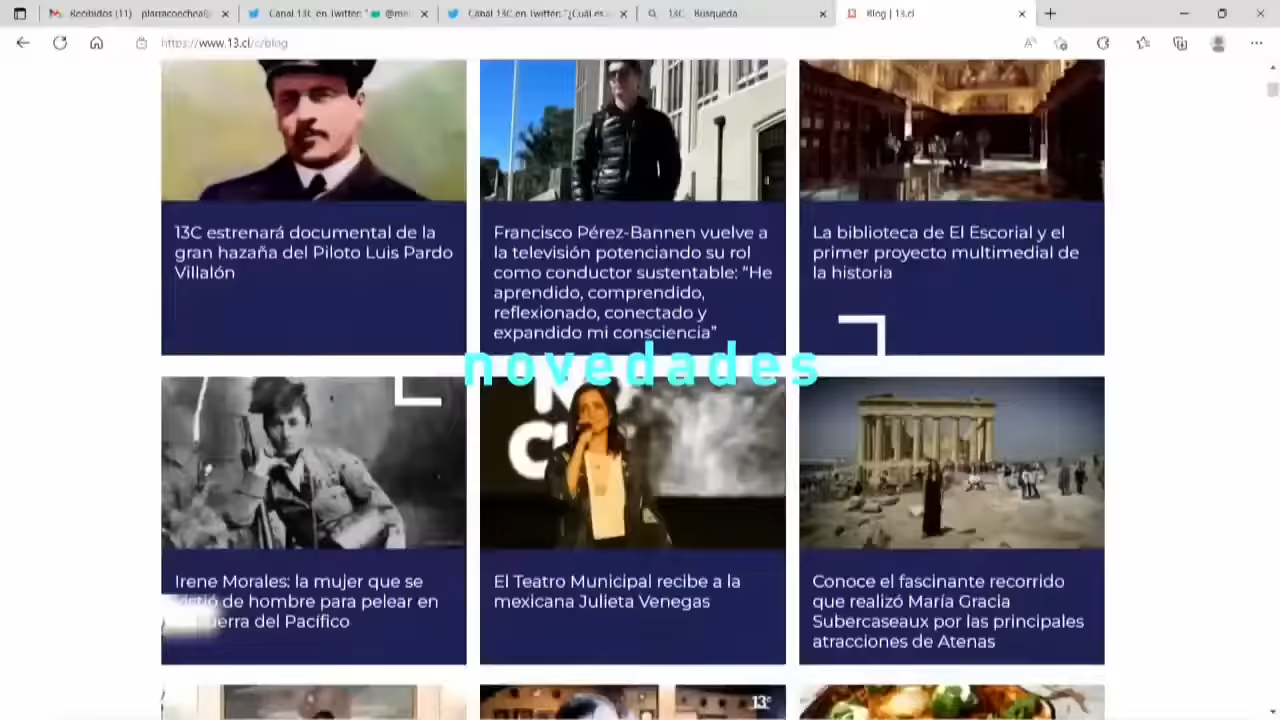 Recibidos (11)
Canal 13C en Twitter: "
Canal 13C en Twitter: "¿Cuál es
13C Búsqueda
Blog | 13.cl
https://www.13.cl/c/blog
13C estrenará documental de la
gran hazaña del Piloto Luis Pardo
Villalón
Francisco Pérez-Bannen vuelve a
la televisión potenciando su rol
como conductor sustentable: “He
aprendido, comprendido,
reflexionado, conectado y
expandido mi consciencia”
La biblioteca de El Escorial y el
primer proyecto multimedial de
la historia
novedades
Irene Morales: la mujer que se
de hombre para pelear en
del Pacífico
El Teatro Municipal recibe a la
mexicana Julieta Venegas
Conoce el fascinante recorrido
que realizó María Gracia
Subercaseaux por las principales
atracciones de Atenas
13c